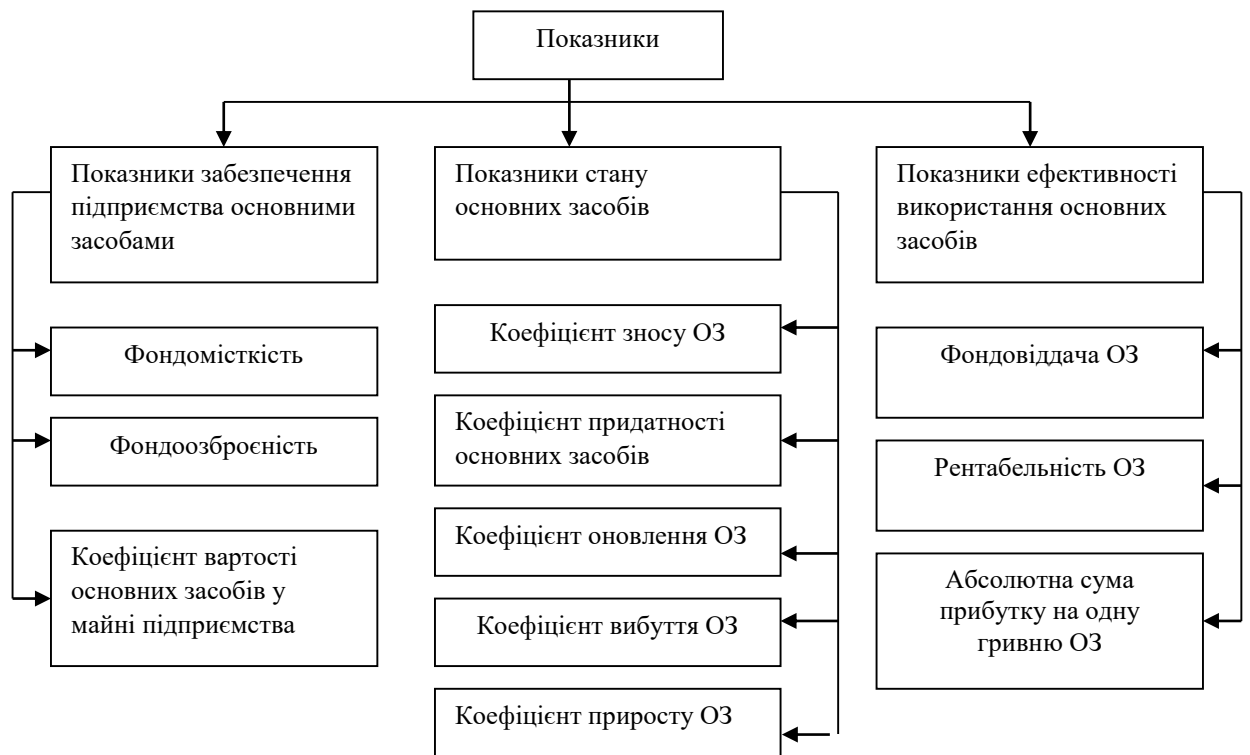 Показники
Показники забезпечення
підприємства основними
засобами
Фондомісткість
Фондоозброєність
Коефіцієнт вартості
основних засобів у
майні підприємства
Показники стану
основних засобів
Коефіцієнт зносу ОЗ
Коефіцієнт придатності
основних засобів
Коефіцієнт оновлення ОЗ
Коефіцієнт вибуття ОЗ
Коефіцієнт приросту ОЗ
Показники ефективності
використання основних
засобів
Фондовіддача ОЗ
Рентабельність ОЗ
Абсолютна сума
прибутку на одну
гривню ОЗ